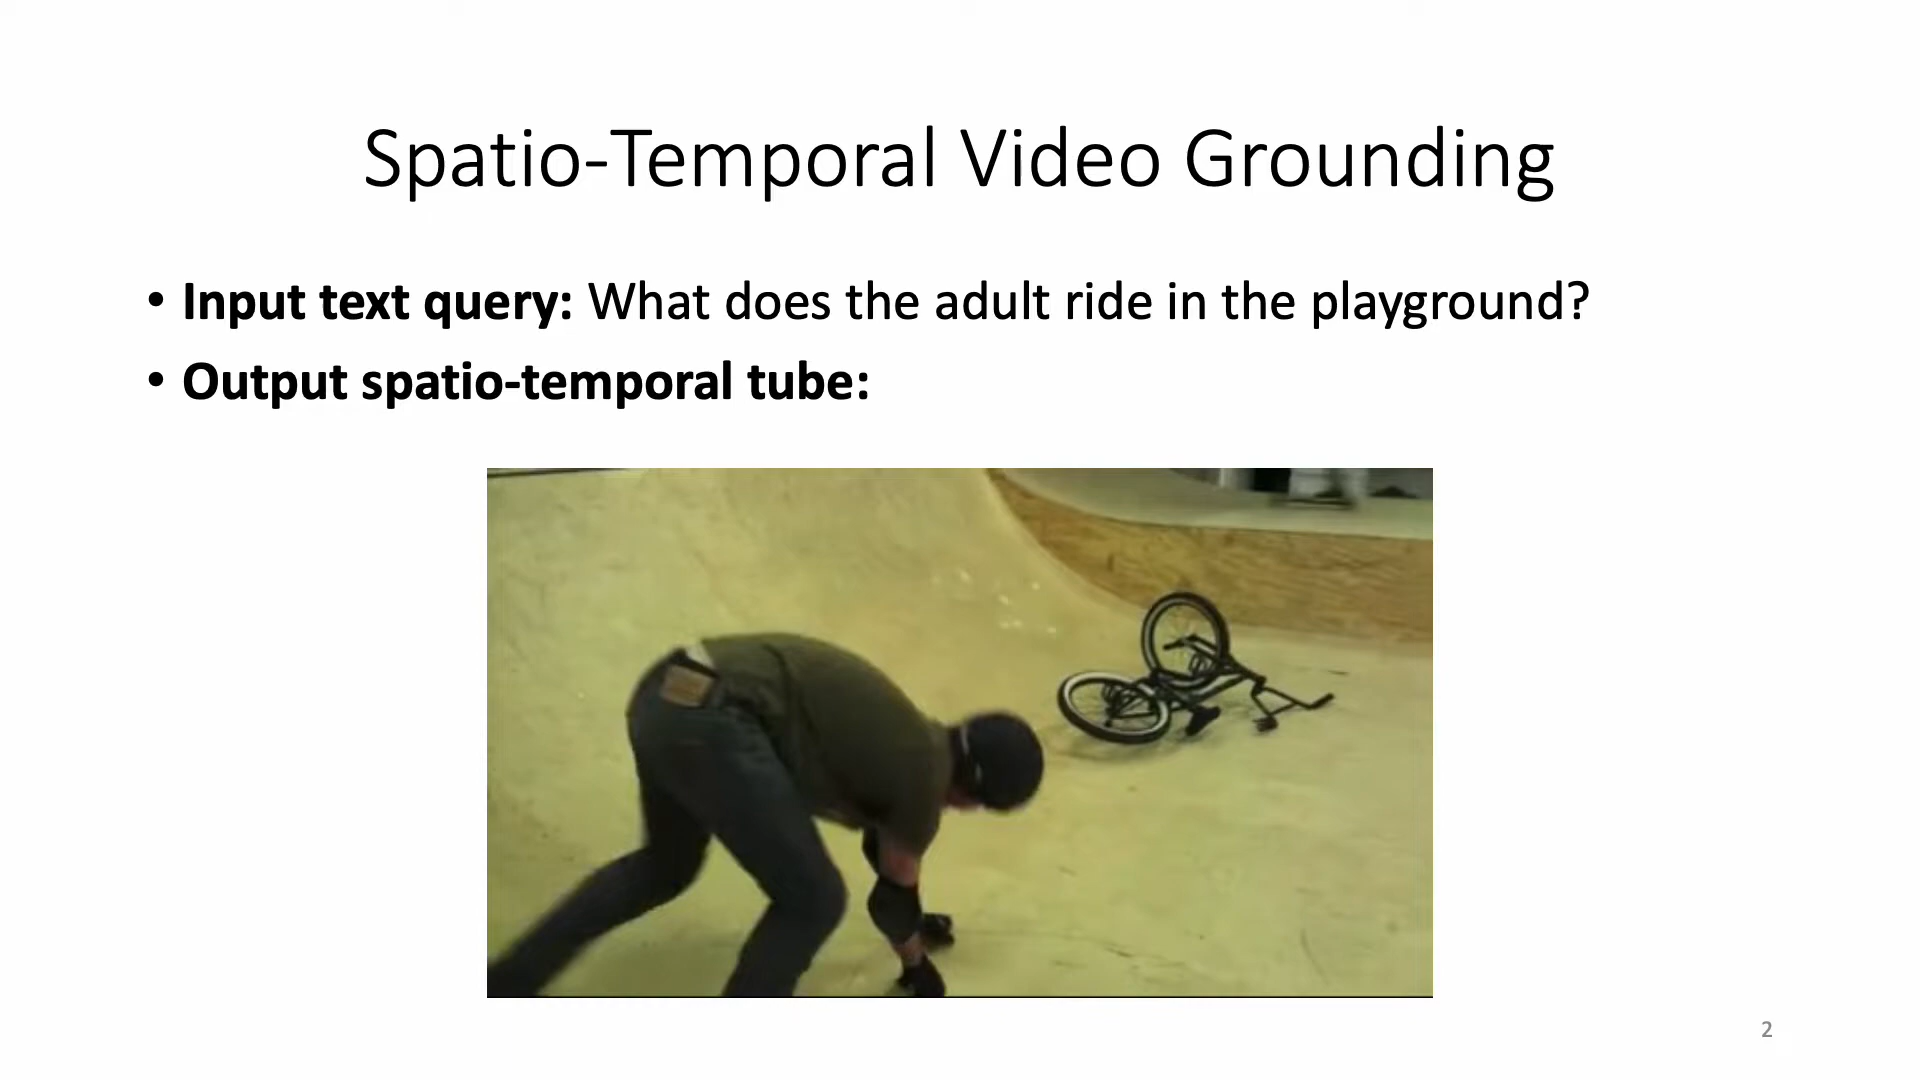 Spatio-Temporal Video Grounding
• Input text query: What does the adult ride in the playground?
• Output spatio-temporal tube:
2